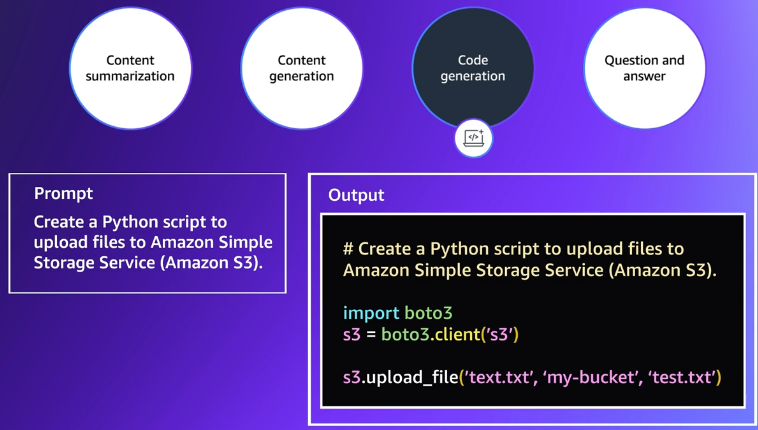 Content
summarization
Content
generation
Code
generation
Question and
answer
</>
Prompt
Create a Python script to
upload files to Amazon Simple
Storage Service (Amazon S3).
Output
# Create a Python script to upload files to
Amazon Simple Storage Service (Amazon S3).
import boto3
s3 = boto3.client(’s3’)
s3.upload_file(’text.txt’, ‘my-bucket’, ‘test.txt’)